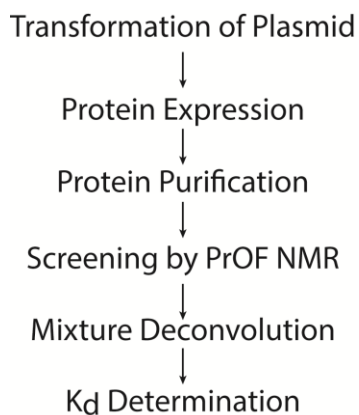 Transformation of Plasmid
Protein Expression
Protein Purification
Screening by PrOF NMR
Mixture Deconvolution
Kd Determination